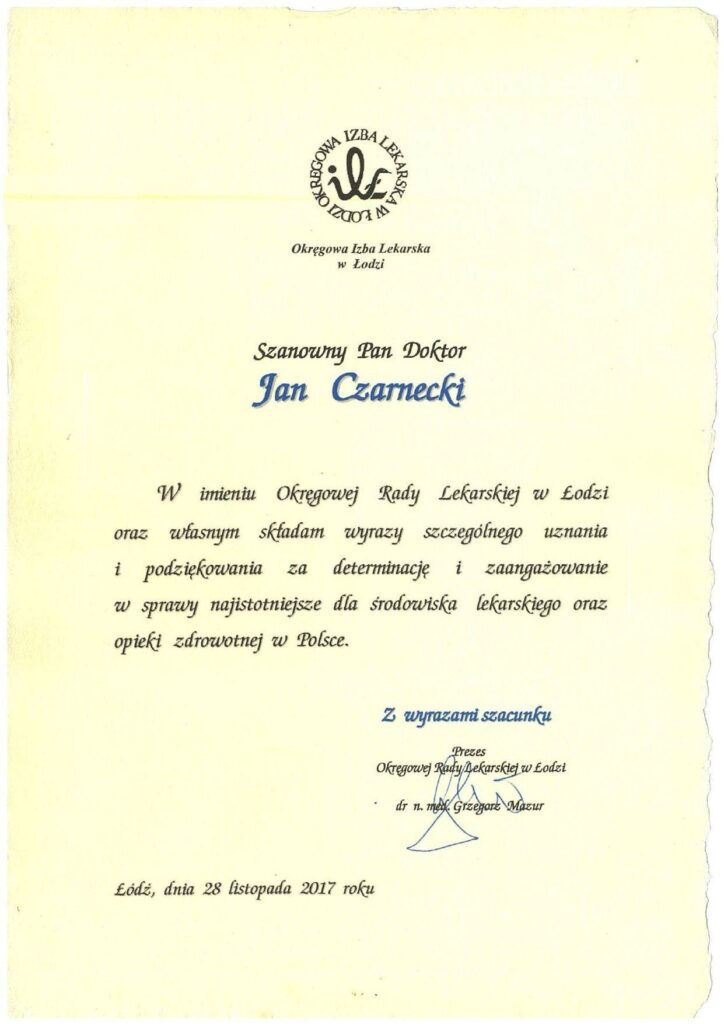 OKRĘGOWA IZBA LEKARSKA W ŁODZI
iłŁ
Okręgowa Izba Lekarska
w Łodzi
Szanowny Pan Doktor
Jan Czarnecki
W imieniu Okręgowej Rady Lekarskiej w Łodzi
oraz własnym składam wyrazy szczególnego uznania
i podziękowania za determinację i zaangażowanie
w sprawy najistotniejsze dla środowiska lekarskiego oraz
opieki zdrowotnej w Polsce.
Z wyrazami szacunku
Prezes
Okręgowej Rady Lekarskiej w Łodzi
dr n. med. Grzegorz Mazur
Łódź, dnia 28 listopada 2017 roku